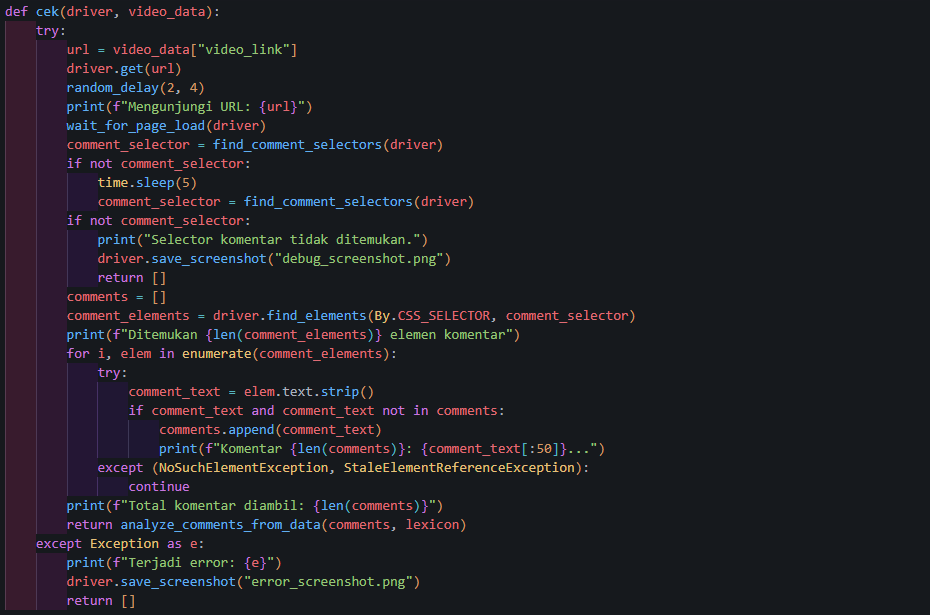 def cek(driver, video_data):
    try:
        url = video_data["video_link"]
        driver.get(url)
        random_delay(2, 4)
        print(f"Mengunjungi URL: {url}")
        wait_for_page_load(driver)
        comment_selector = find_comment_selectors(driver)
        if not comment_selector:
            time.sleep(5)
            comment_selector = find_comment_selectors(driver)
        if not comment_selector:
            print("Selector komentar tidak ditemukan.")
            driver.save_screenshot("debug_screenshot.png")
            return []
        comments = []
        comment_elements = driver.find_elements(By.CSS_SELECTOR, comment_selector)
        print(f"Ditemukan {len(comment_elements)} elemen komentar")
        for i, elem in enumerate(comment_elements):
            try:
                comment_text = elem.text.strip()
                if comment_text and comment_text not in comments:
                    comments.append(comment_text)
                    print(f"Komentar {len(comments)}: {comment_text[:50]}...")
            except (NoSuchElementException, StaleElementReferenceException):
                continue
        print(f"Total komentar diambil: {len(comments)}")
        return analyze_comments_from_data(comments, lexicon)
    except Exception as e:
        print(f"Terjadi error: {e}")
        driver.save_screenshot("error_screenshot.png")
        return []